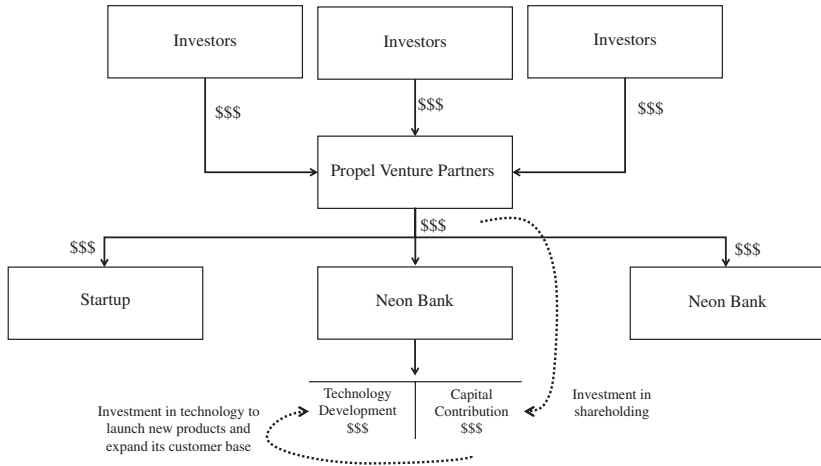 Investors
Investors
Investors
$$$
$$$
$$$
Propel Venture Partners
$$$
$$$
$$$
Startup
Neon Bank
Neon Bank
Technology
Development
$$$
Capital
Contribution
$$$
Investment in
shareholding
Investment in technology to
launch new products and
expand its customer base